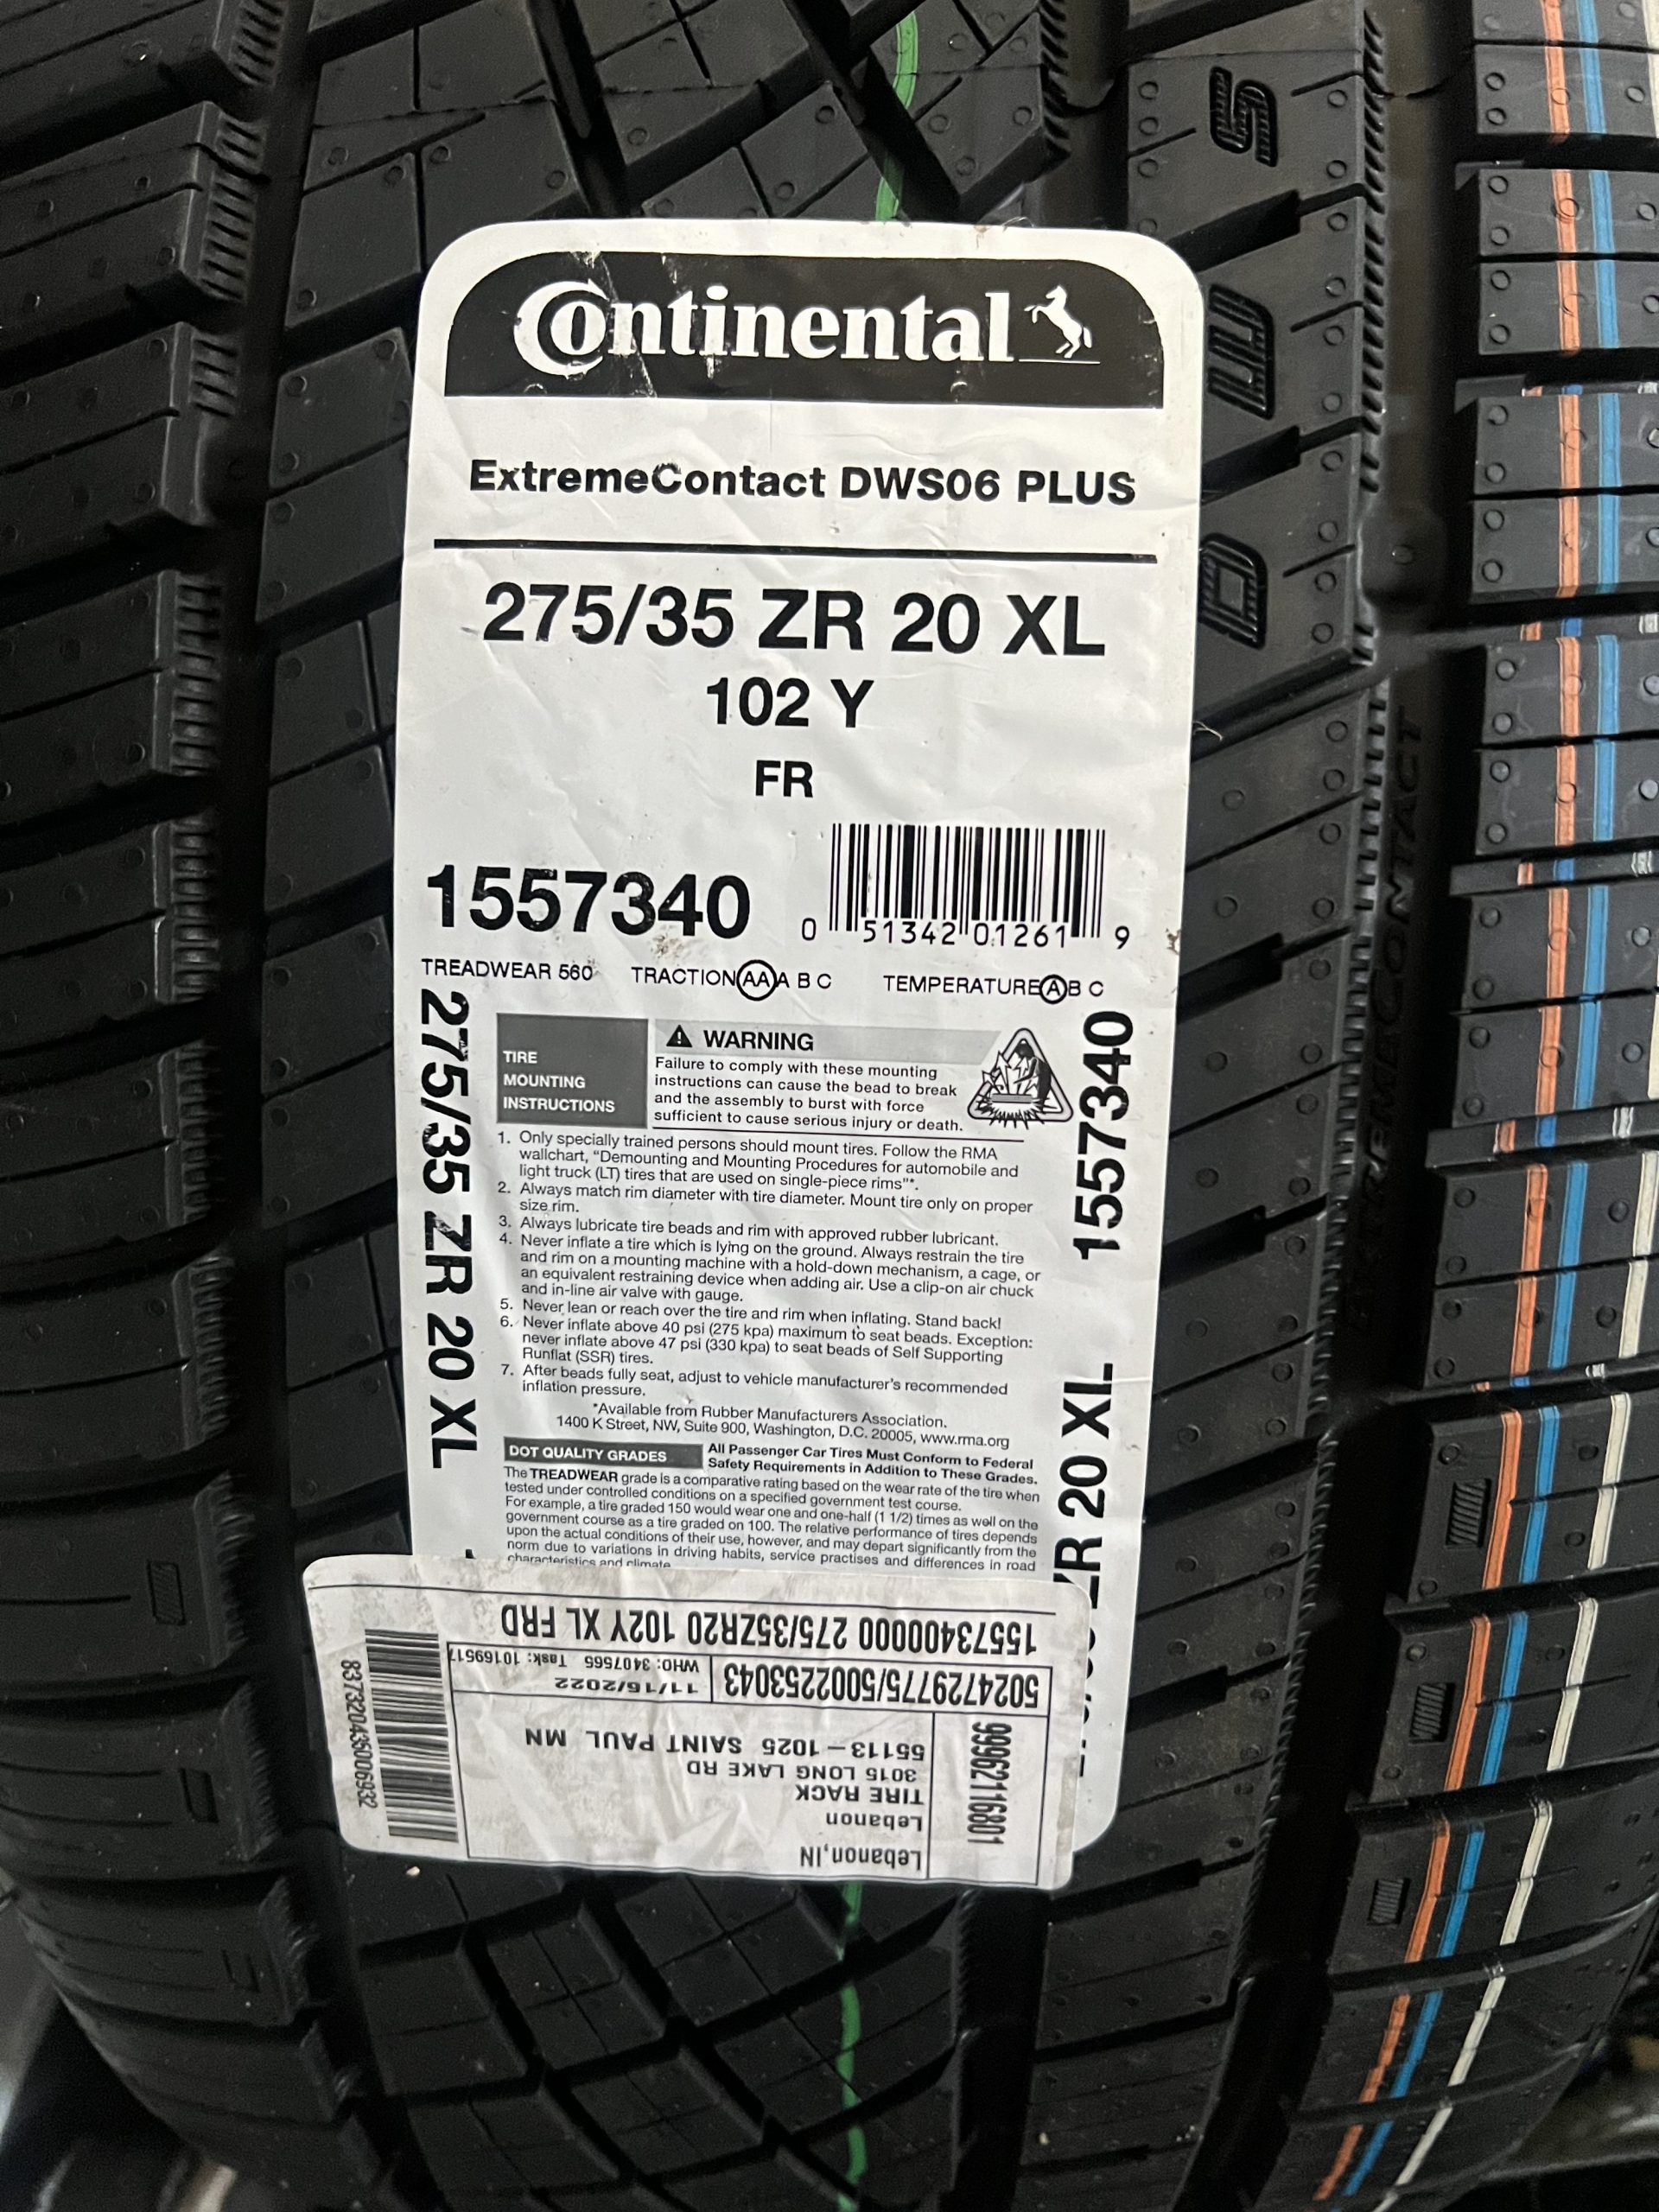 Continental
ExtremeContact DWS06 PLUS
275/35 ZR 20 XL
102 Y
FR
1557340
0 51342 01261 9
TREADWEAR 560 TRACTION AA A B C TEMPERATURE A B C
275/35 ZR 20 XL
1557340
ZR 20 XL
TIRE
MOUNTING
INSTRUCTIONS
WARNING
Failure to comply with these mounting
instructions can cause the bead to break
and the assembly to burst with force
sufficient to cause serious injury or death.
1. Only specially trained persons should mount tires. Follow the RMA
wallchart, “Demounting and Mounting Procedures for automobile and
light truck (LT) tires that are used on single-piece rims”*.
2. Always match rim diameter with tire diameter. Mount tire only on proper
size rim.
3. Always lubricate tire beads and rim with approved rubber lubricant.
4. Never inflate a tire which is lying on the ground. Always restrain the tire
and rim on a mounting machine with a hold-down mechanism, a cage, or
an equivalent restraining device when adding air. Use a clip-on air chuck
and in-line air valve with gauge.
5. Never lean or reach over the tire and rim when inflating. Stand back!
6. Never inflate above 40 psi (275 kpa) maximum to seat beads. Exception:
never inflate above 47 psi (330 kpa) to seat beads of Self Supporting
Runflat (SSR) tires.
7. After beads fully seat, adjust to vehicle manufacturer's recommended
inflation pressure.
*Available from Rubber Manufacturers Association.
1400 K Street, NW, Suite 900, Washington, D.C. 20005, www.rma.org
DOT QUALITY GRADES
All Passenger Car Tires Must Conform to Federal
Safety Requirements in Addition to These Grades.
The TREADWEAR grade is a comparative rating based on the wear rate of the tire when
tested under controlled conditions on a specified government test course.
For example, a tire graded 150 would wear one and one-half (1 1/2) times as well on the
government course as a tire graded on 100. The relative performance of tires depends
upon the actual conditions of their use, however, and may depart significantly from the
norm due to variations in driving habits, service practises and differences in road
characteristics and climate
Lebanon,IN
Lebanon
TIRE RACK
3015 LONG LAKE RD
55113-1025 SAINT PAUL MN
999621116801
5024729775/5002253043
11/16/2022
WHO: 3407565 Task: 10169517
15573400000 275/35ZR20 102Y XL FRD
837320435006932
D W S
EXTREMECONTACT